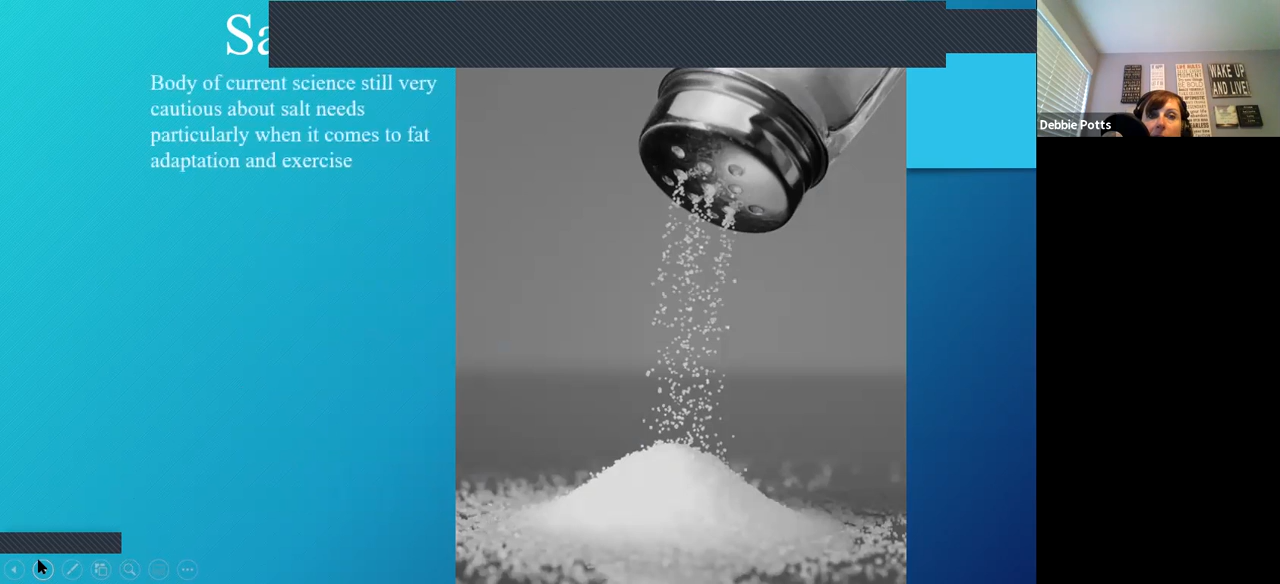 Sa
Body of current science still very
cautious about salt needs
particularly when it comes to fat
adaptation and exercise
WAKE UP
AND LIVE!
Debbie Potts